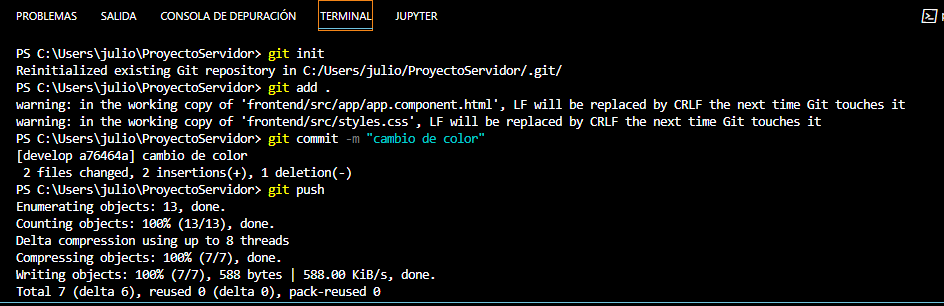 PROBLEMAS SALIDA CONSOLA DE DEPURACIÓN TERMINAL JUPYTER
PS C:\Users\julio\ProyectoServidor> git init
Reinitialized existing Git repository in C:/Users/julio/ProyectoServidor/.git/
PS C:\Users\julio\ProyectoServidor> git add .
warning: in the working copy of 'frontend/src/app/app.component.html', LF will be replaced by CRLF the next time Git touches it
warning: in the working copy of 'frontend/src/styles.css', LF will be replaced by CRLF the next time Git touches it
PS C:\Users\julio\ProyectoServidor> git commit -m "cambio de color"
[develop a76464a] cambio de color
 2 files changed, 2 insertions(+), 1 deletion(-)
PS C:\Users\julio\ProyectoServidor> git push
Enumerating objects: 13, done.
Counting objects: 100% (13/13), done.
Delta compression using up to 8 threads
Compressing objects: 100% (7/7), done.
Writing objects: 100% (7/7), 588 bytes | 588.00 KiB/s, done.
Total 7 (delta 6), reused 0 (delta 0), pack-reused 0